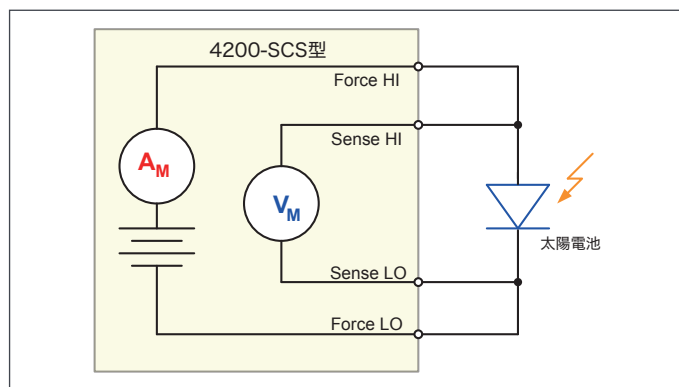 4200-SCS型
Force HI
Sense HI
AM
VM
太陽電池
Sense LO
Force LO